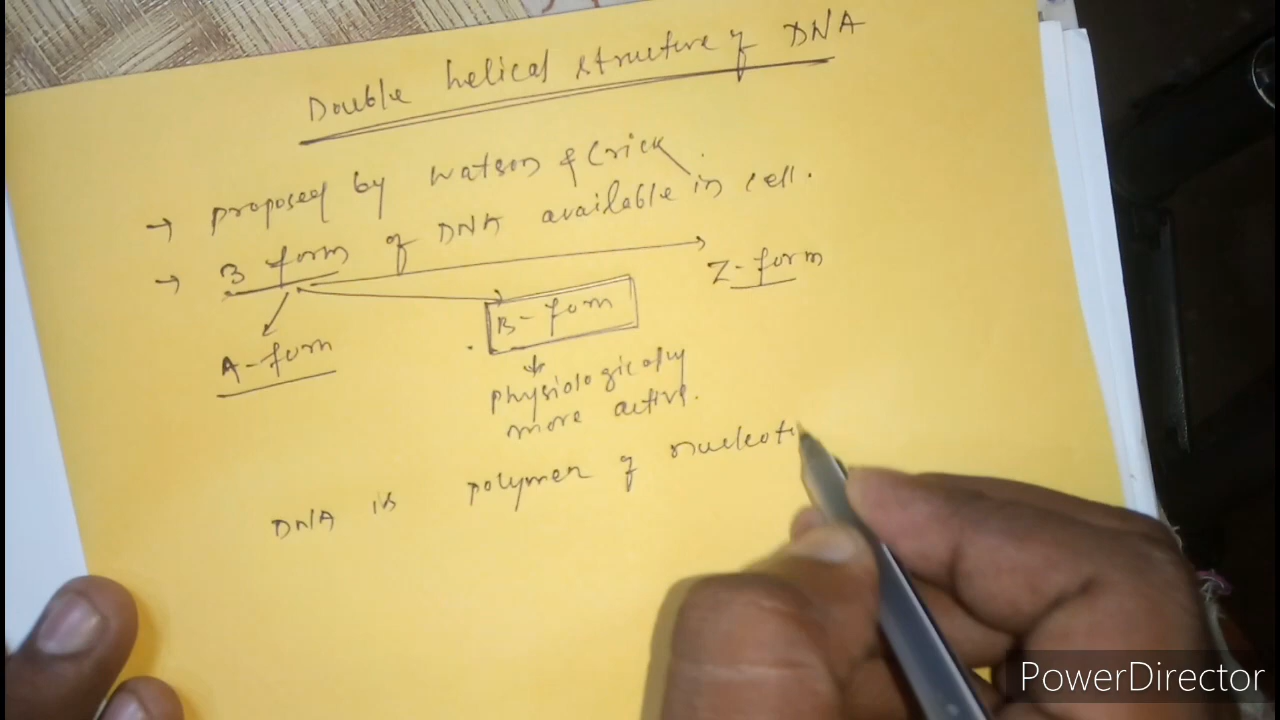 Double helical structure of DNA
→ proposed by Watson & Crick
→ 3 form of DNA available in cell.
A-form
B-form
Z-form
physiologicaly
more active.
DNA is polymer of nucleot
PowerDirector